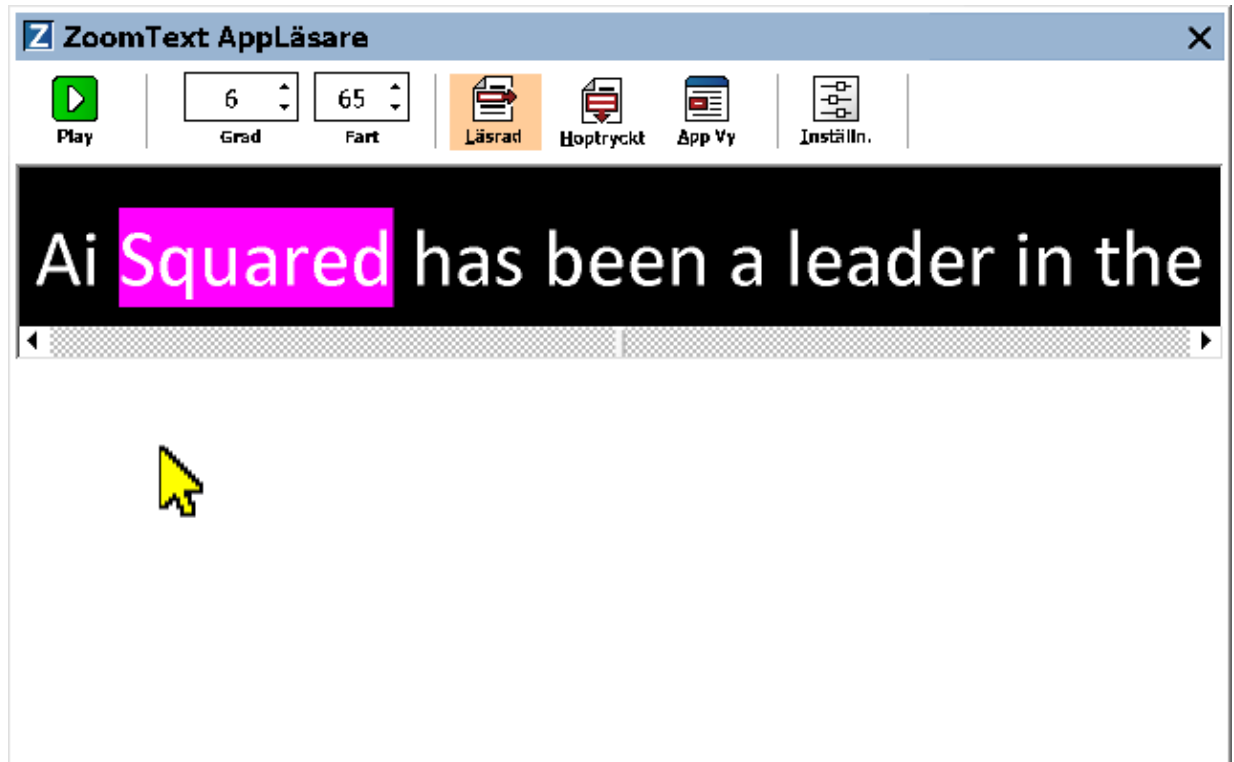 Z ZoomText AppLäsare
6 65
Play Grad Fart Läsrad Hoptryckt App Vy Inställn.
Ai Squared has been a leader in the